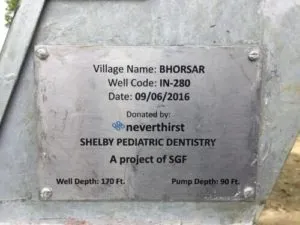 Village Name: BHORSAR
Well Code: IN-280
Date: 09/06/2016
Donated by:
neverthirst
SHELBY PEDIATRIC DENTISTRY
A project of SGF
Well Depth: 170 Ft. Pump Depth: 90 Ft.